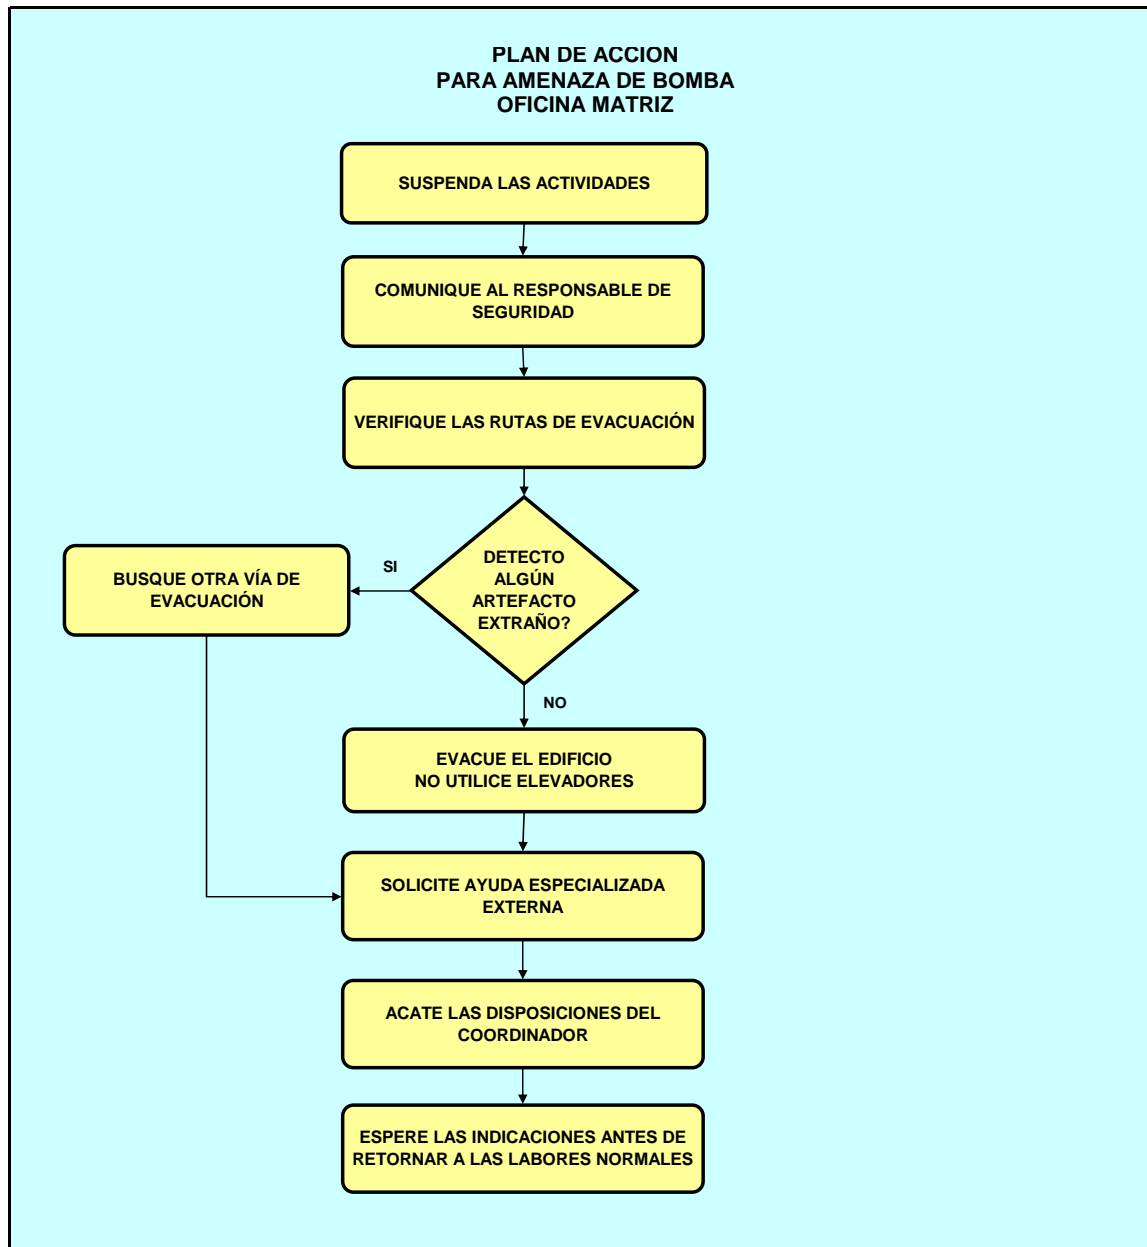 PLAN DE ACCION
PARA AMENAZA DE BOMBA
OFICINA MATRIZ
SUSPENDA LAS ACTIVIDADES
COMUNIQUE AL RESPONSABLE DE
SEGURIDAD
VERIFIQUE LAS RUTAS DE EVACUACIÓN
DETECTO
ALGÚN
ARTEFACTO
EXTRAÑO?
SI
BUSQUE OTRA VÍA DE
EVACUACIÓN
NO
EVACUE EL EDIFICIO
NO UTILICE ELEVADORES
SOLICITE AYUDA ESPECIALIZADA
EXTERNA
ACATE LAS DISPOSICIONES DEL
COORDINADOR
ESPERE LAS INDICACIONES ANTES DE
RETORNAR A LAS LABORES NORMALES